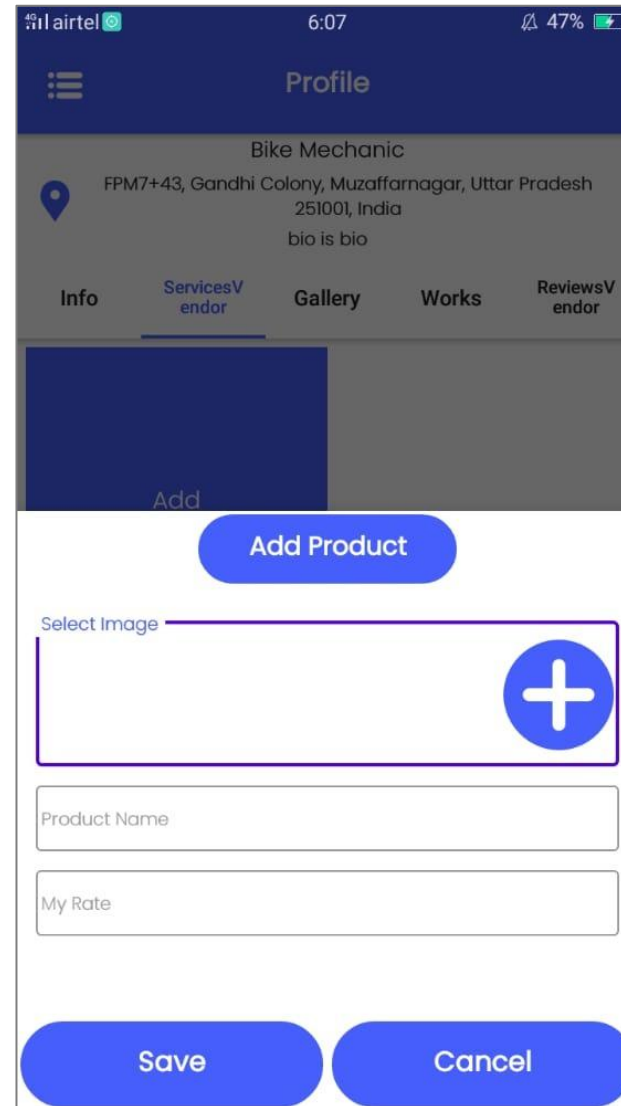 4G airtel 6:07 47%
Profile
Bike Mechanic
FPM7+43, Gandhi Colony, Muzaffarnagar, Uttar Pradesh
251001, India
bio is bio
Info ServicesV Gallery Works ReviewsV
endor endor
Add
Add Product
Select Image
Product Name
My Rate
Save Cancel